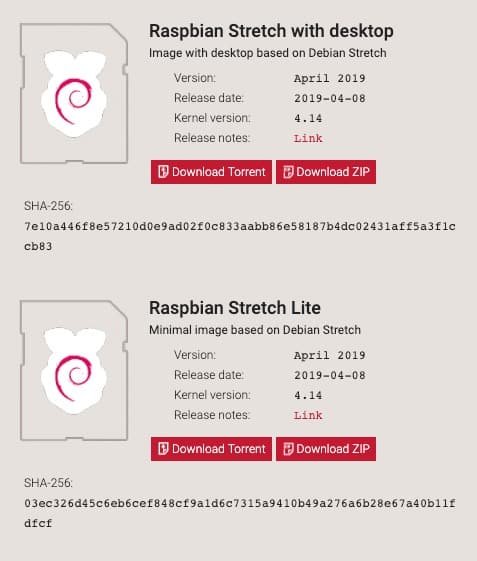 Raspbian Stretch with desktop
Image with desktop based on Debian Stretch
Version: April 2019
Release date: 2019-04-08
Kernel version: 4.14
Release notes: Link
Download Torrent Download ZIP
SHA-256:
7e10a446f8e57210d0e9ad02f0c833aabb86e58187b4dc02431aff5a3f1c
cb83
Raspbian Stretch Lite
Minimal image based on Debian Stretch
Version: April 2019
Release date: 2019-04-08
Kernel version: 4.14
Release notes: Link
Download Torrent Download ZIP
SHA-256:
03ec326d45c6eb6cef848cf9a1d6c7315a9410b49a276a6b28e67a40b11f
dfcf